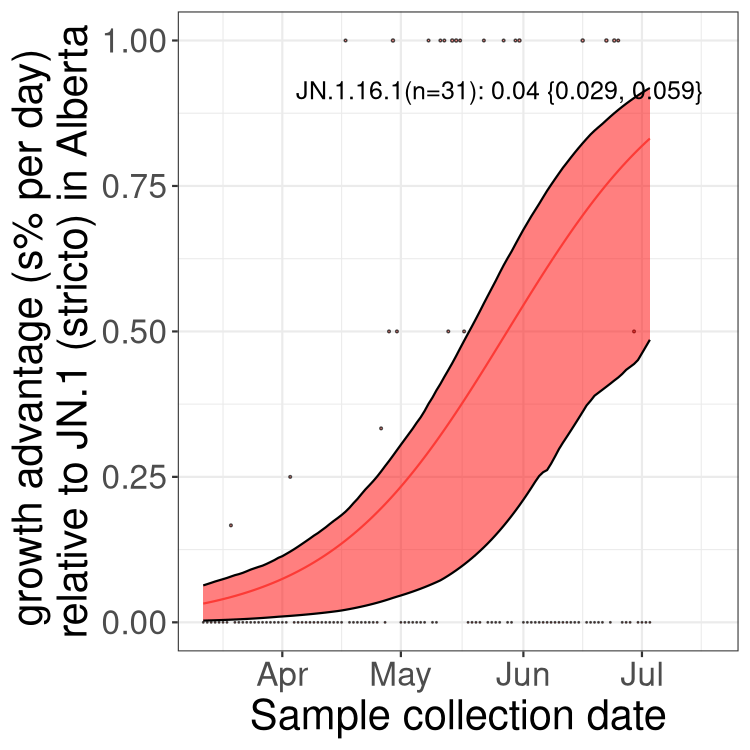 growth advantage (s% per day)
relative to JN.1 (stricto) in Alberta
1.00
0.75
0.50
0.25
0.00
JN.1.16.1(n=31): 0.04 {0.029, 0.059}
Apr May Jun Jul
Sample collection date